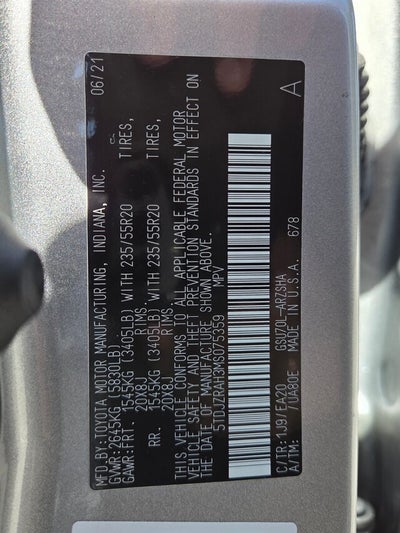 MFD BY: TOYOTA MOTOR MANUFACTURING, INDIANA, INC. 06/21
GVWR: 2645KG (5830LB)
GAWR: FRT. 1545KG (3405LB) WITH 235/55R20 TIRES,
20X8J RIMS
RR. 1545KG (3405LB) WITH 235/55R20 TIRES,
20X8J RIMS
THIS VEHICLE CONFORMS TO ALL APPLICABLE FEDERAL MOTOR
VEHICLE SAFETY AND THEFT PREVENTION STANDARDS IN EFFECT ON
THE DATE OF MANUFACTURE SHOWN ABOVE.
5TDJZRAH3MS075359 MPV
C/TR: 1J9/EA20 GSU70L-ARZSHA
A/TM: /UA80E MADE IN U.S.A. 678
A